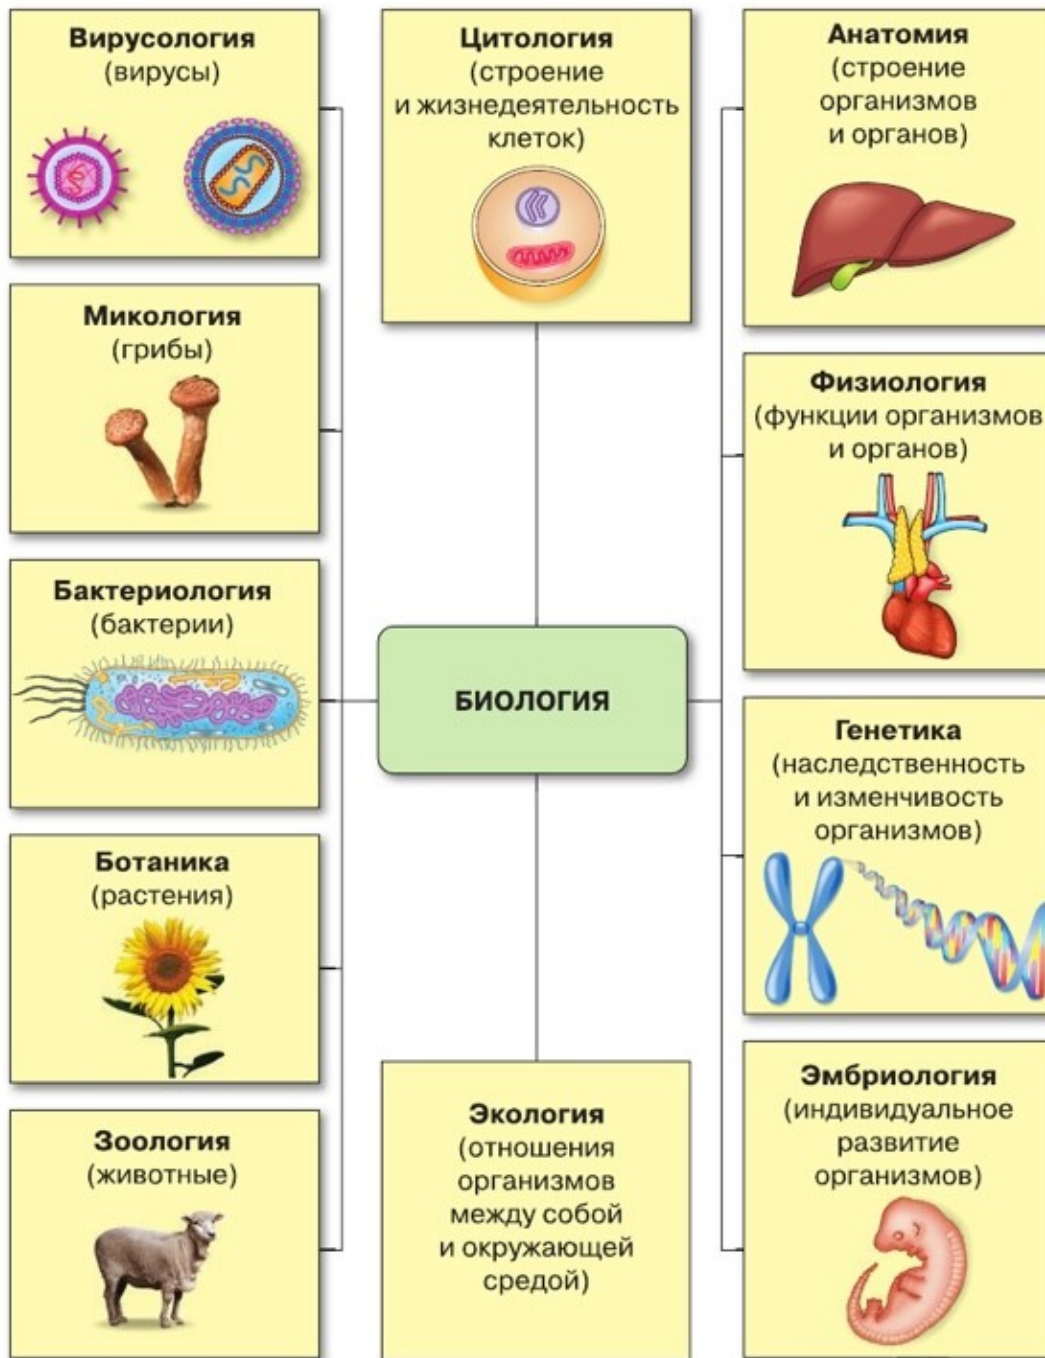 Вирусология
(вирусы)
Микология
(грибы)
Бактериология
(бактерии)
Ботаника
(растения)
Зоология
(животные)
Цитология
(строение
и жизнедеятельность
клеток)
БИОЛОГИЯ
Экология
(отношения
организмов
между собой
и окружающей
средой)
Анатомия
(строение
организмов
и органов)
Физиология
(функции организмов
и органов)
Генетика
(наследственность
и изменчивость
организмов)
Эмбриология
(индивидуальное
развитие
организмов)